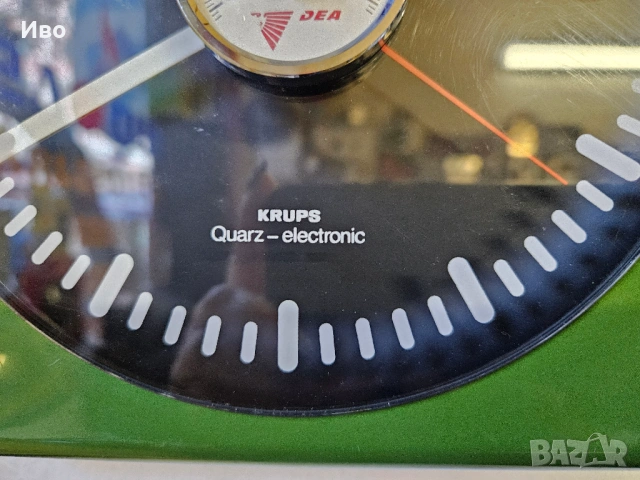 Иво
DEA
KRUPS
Quarz – electronic
BAZAR